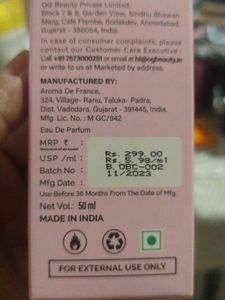 OG Beauty Private Limited,
Block 7 & 8, Garden View, Sindhu Bhawan
Marg, Cafe Flambe, Bodakdev, Ahmedabad,
Gujarat - 380054, India
In case of consumer complaints, please
contact our Customer Care Executive
Call +91 7573000251 or email at hi@ogbeauty.in
or write to us at Marketed by address
MANUFACTURED BY:
Aroma De France,
324, Village- Ranu, Taluka- Padra,
Dist. Vadodara, Gujarat - 391445, India.
Mfg. Lic. No. : M GC/842
Eau De Parfum
MRP ₹ Rs. 299.00
USP /ml : Rs. 5.98/ml
Batch No : B. OBC-002
Mfg.Date : 11/2023
Use Before 36 Months From The Date of Mfg.
Net Vol.: 50 ml
MADE IN INDIA
FOR EXTERNAL USE ONLY